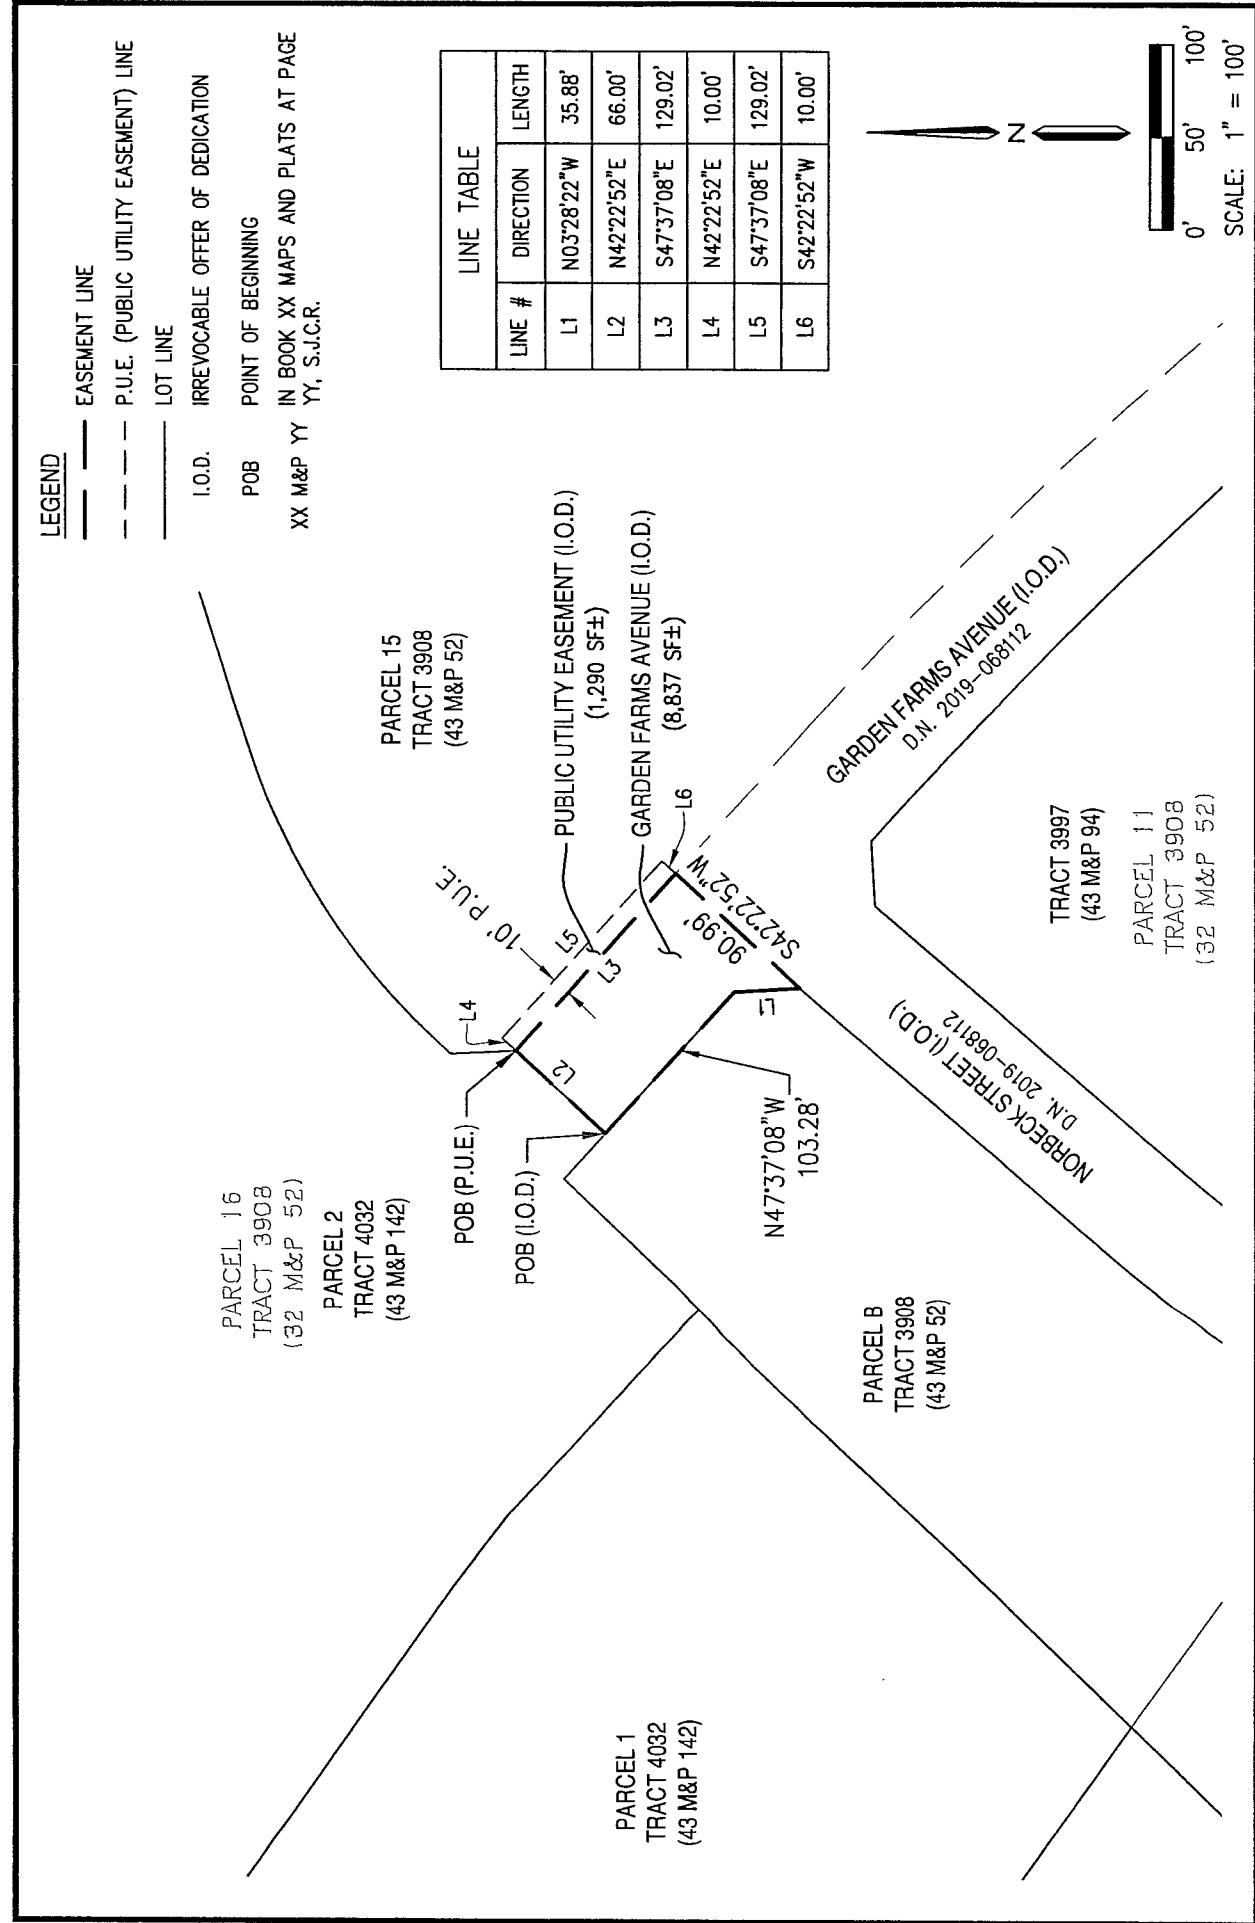 LEGEND
EASEMENT LINE
P.U.E. (PUBLIC UTILITY EASEMENT) LINE
LOT LINE
I.O.D. IRREVOCABLE OFFER OF DEDICATION
POB POINT OF BEGINNING
XX M&P YY IN BOOK XX MAPS AND PLATS AT PAGE
YY, S.J.C.R.
LINE TABLE
LINE # DIRECTION LENGTH
L1 N03°28'22"W 35.88'
L2 N42°22'52"E 66.00'
L3 S47°37'08"E 129.02'
L4 N42°22'52"E 10.00'
L5 S47°37'08"E 129.02'
L6 S42°22'52"W 10.00'
N
0' 50' 100'
SCALE: 1" = 100'
PARCEL 16
TRACT 3908
(32 M&P 52)
PARCEL 2
TRACT 4032
(43 M&P 142)
PARCEL 15
TRACT 3908
(43 M&P 52)
POB (P.U.E.)
POB (I.O.D.)
L4
10' P.U.E.
L5
L3
L2
L1
L6
PUBLIC UTILITY EASEMENT (I.O.D.)
(1,290 SF±)
GARDEN FARMS AVENUE (I.O.D.)
(8,837 SF±)
S42°22'52"W
90.99'
N47°37'08"W
103.28'
GARDEN FARMS AVENUE (I.O.D.)
D.N. 2019-068112
NORBECK STREET (I.O.D.)
D.N. 2019-068112
PARCEL 1
TRACT 4032
(43 M&P 142)
PARCEL B
TRACT 3908
(43 M&P 52)
TRACT 3997
(43 M&P 94)
PARCEL 11
TRACT 3908
(32 M&P 52)